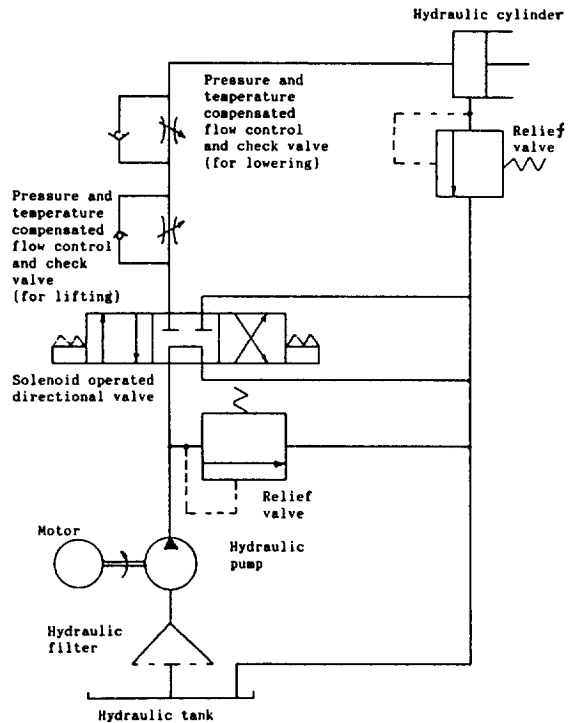 Hydraulic cylinder
Pressure and
temperature
compensated
flow control
and check valve
(for lowering}
Relief
valve
Pressure and
temperature
compensated
flow control
and check
valve
(for lifting)
Solenoid operated
directional valve
Relief
valve
Motor
Hydraulic
pump
Hydraulic
filter
Hydraulic tank